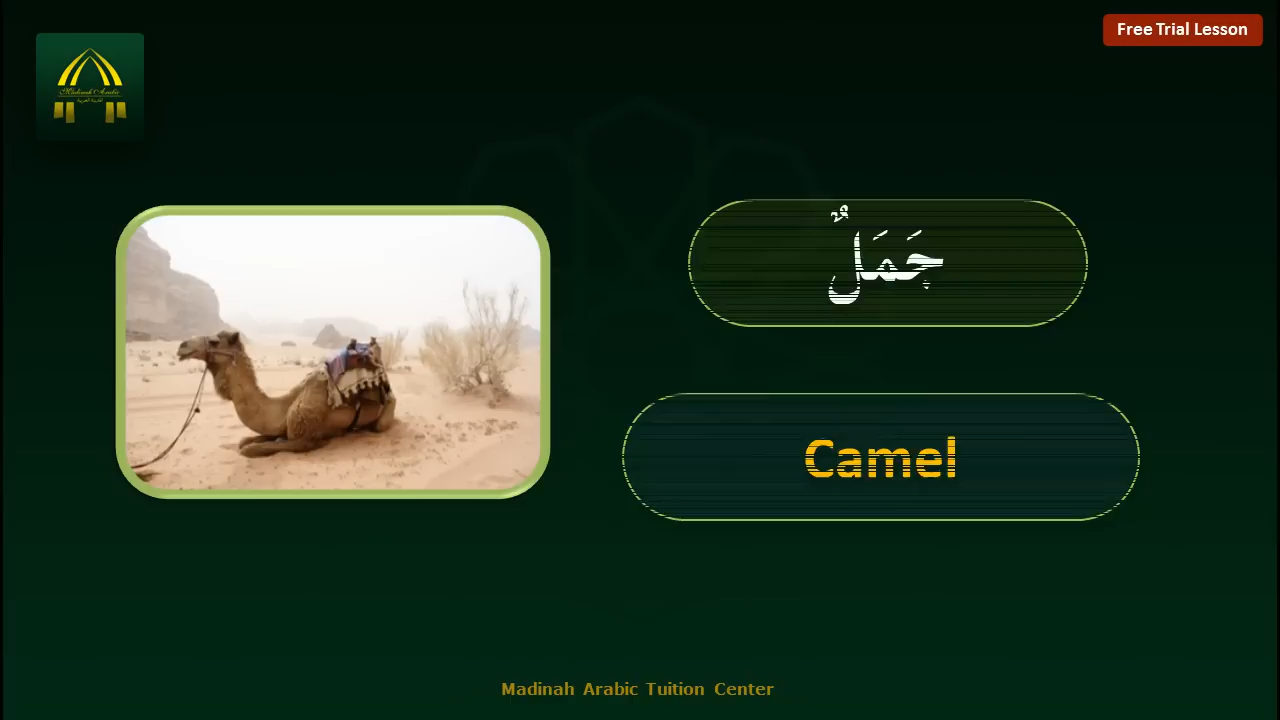 Free Trial Lesson
جَمَلٌ
Camel
Madinah Arabic Tuition Center